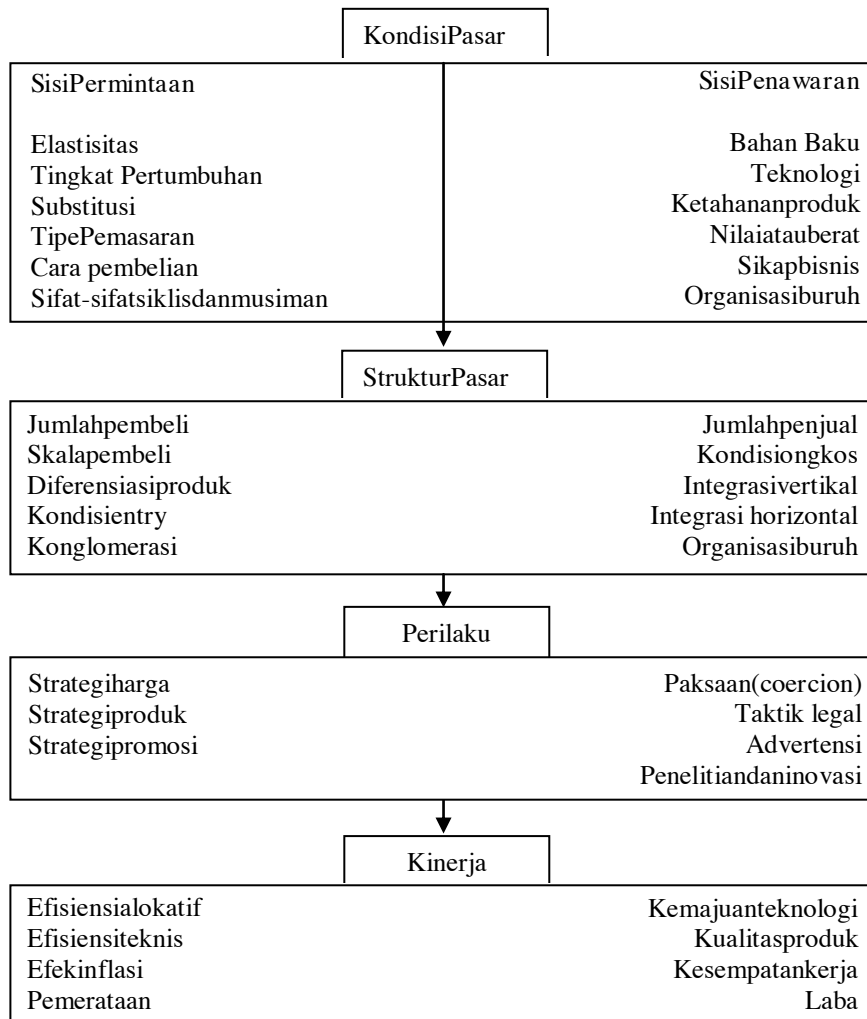 KondisiPasar
SisiPermintaan
SisiPenawaran
Elastisitas
Bahan Baku
Tingkat Pertumbuhan
Teknologi
Substitusi
Ketahananproduk
TipePemasaran
Nilaiatauberat
Cara pembelian
Sikapbisnis
Sifat-sifatsiklisdanmusiman
Organisasiburuh
StrukturPasar
Jumlahpembeli
Jumlahpenjual
Skalapembeli
Kondisiongkos
Diferensiasiproduk
Integrasivertikal
Kondisientry
Integrasi horizontal
Konglomerasi
Organisasiburuh
Perilaku
Strategiharga
Paksaan(coercion)
Strategiproduk
Taktik legal
Strategipromosi
Advertensi
Penelitiandaninovasi
Kinerja
Efisiensialokatif
Kemajuanteknologi
Efisiensiteknis
Kualitasproduk
Efekinflasi
Kesempatankerja
Pemerataan
Laba